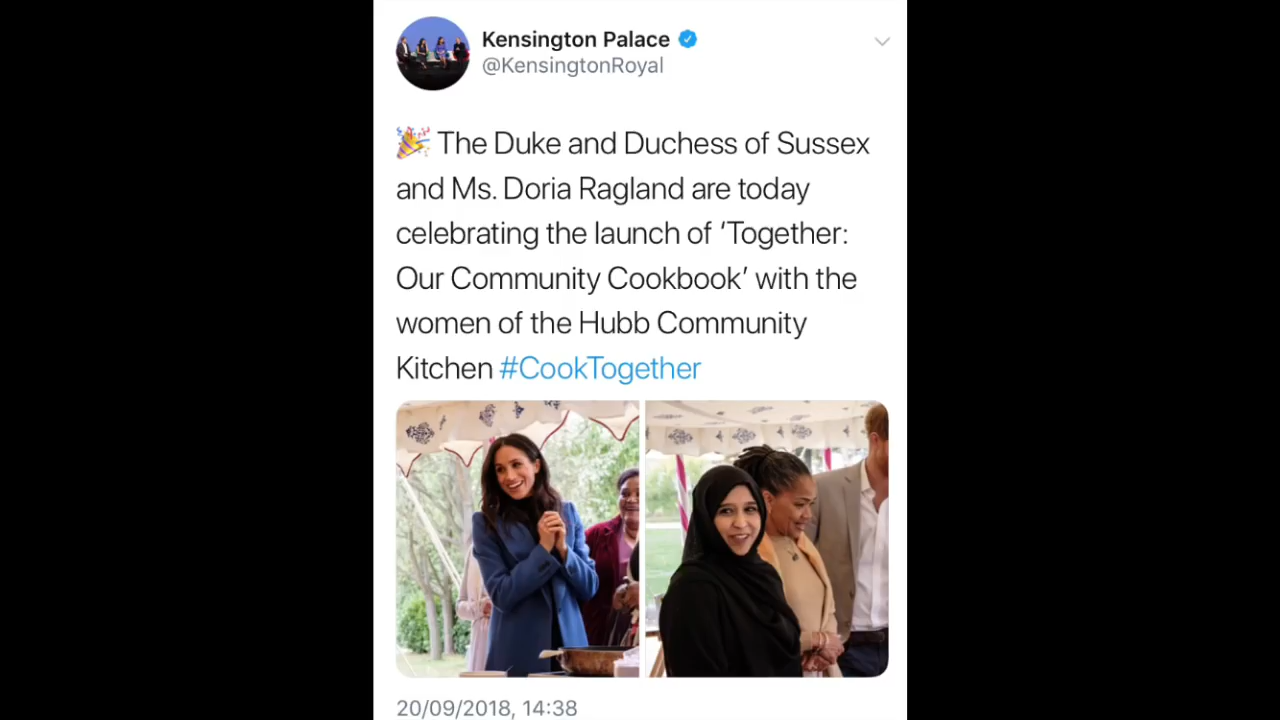 Kensington Palace
@KensingtonRoyal
🎉 The Duke and Duchess of Sussex
and Ms. Doria Ragland are today
celebrating the launch of ‘Together:
Our Community Cookbook’ with the
women of the Hubb Community
Kitchen #CookTogether
20/09/2018, 14:38